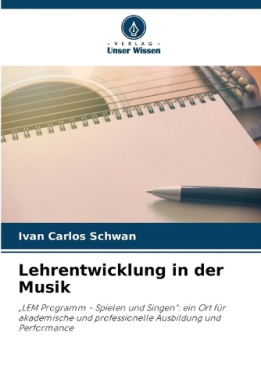 - VERLAG -
Unser Wissen
Ivan Carlos Schwan
Lehrentwicklung in der
Musik
„LEM Programm - Spielen und Singen“: ein Ort für
akademische und professionelle Ausbildung und
Performance